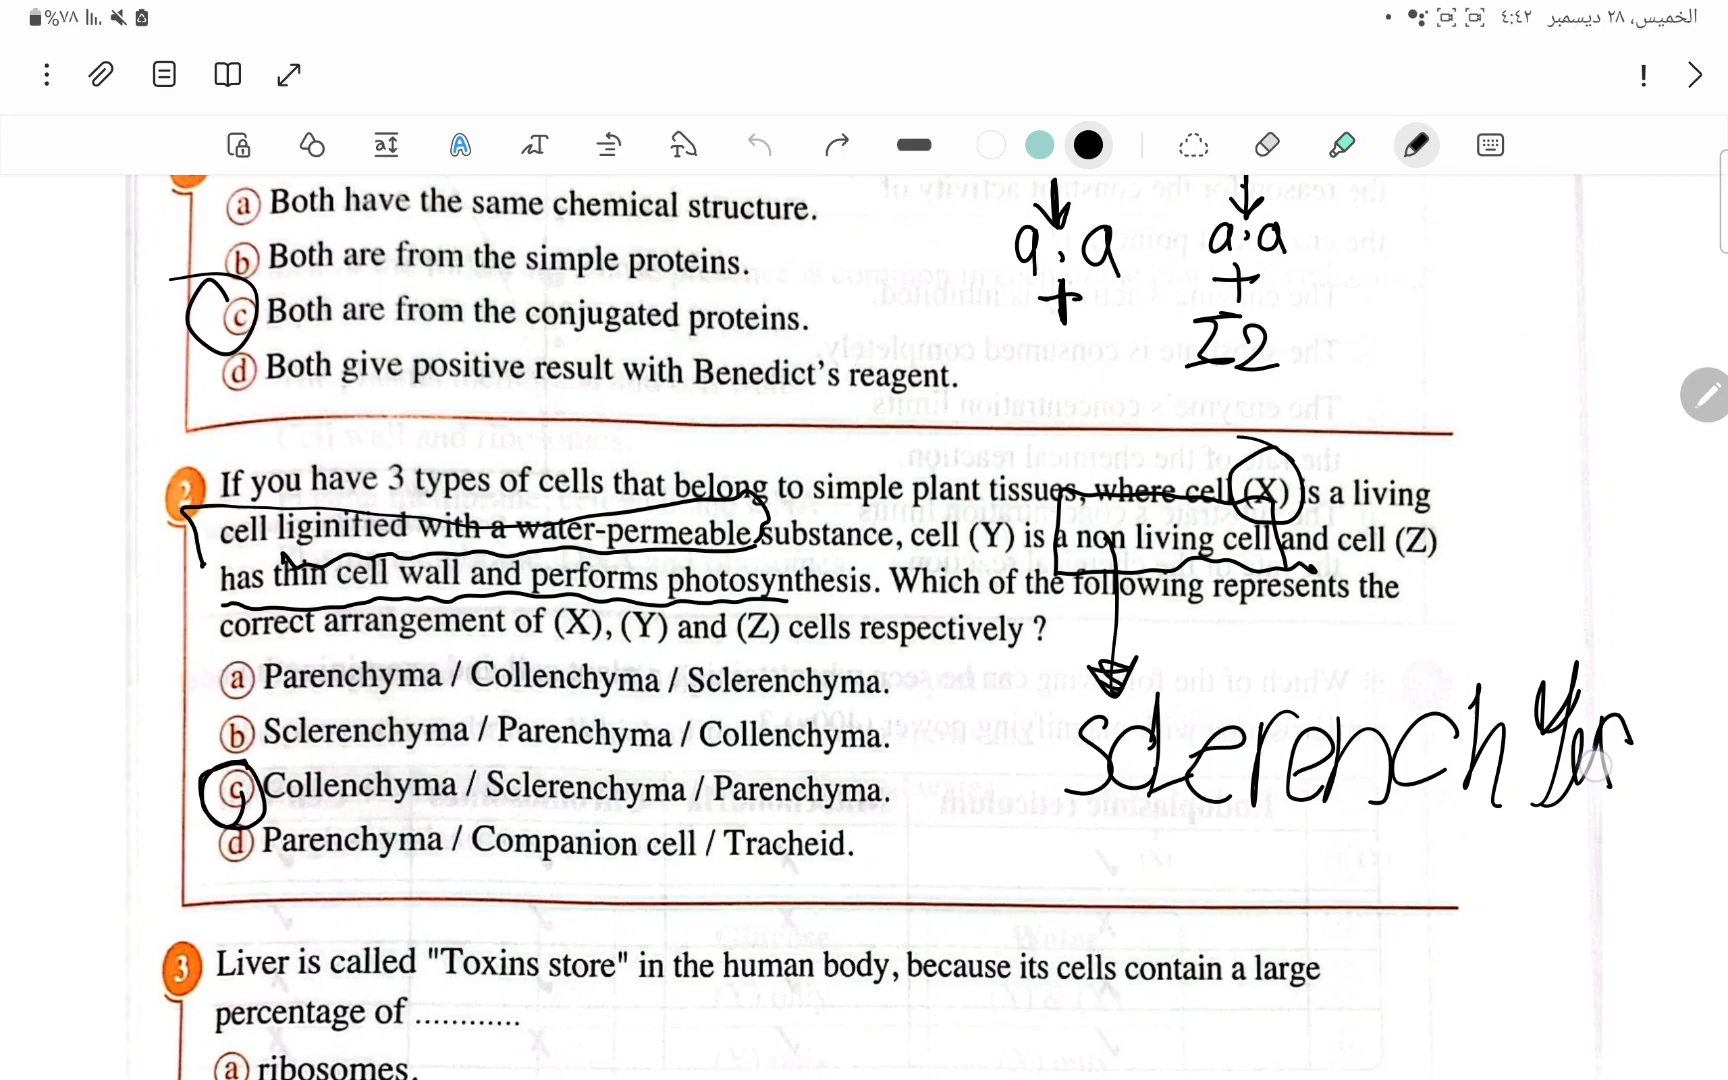 %٧٨
الخميس، ٢٨ ديسمبر ٤:٤٢
a Both have the same chemical structure.
b Both are from the simple proteins.
c Both are from the conjugated proteins.
d Both give positive result with Benedict's reagent.
a.a
+
a.a
+
I2
2 If you have 3 types of cells that belong to simple plant tissues, where cell (X) is a living
cell liginified with a water-permeable substance, cell (Y) is a non living cell and cell (Z)
has thin cell wall and performs photosynthesis. Which of the following represents the
correct arrangement of (X), (Y) and (Z) cells respectively ?
a Parenchyma / Collenchyma / Sclerenchyma.
b Sclerenchyma / Parenchyma / Collenchyma.
c Collenchyma / Sclerenchyma / Parenchyma.
d Parenchyma / Companion cell / Tracheid.
3 Liver is called "Toxins store" in the human body, because its cells contain a large
percentage of ............
a ribosomes.